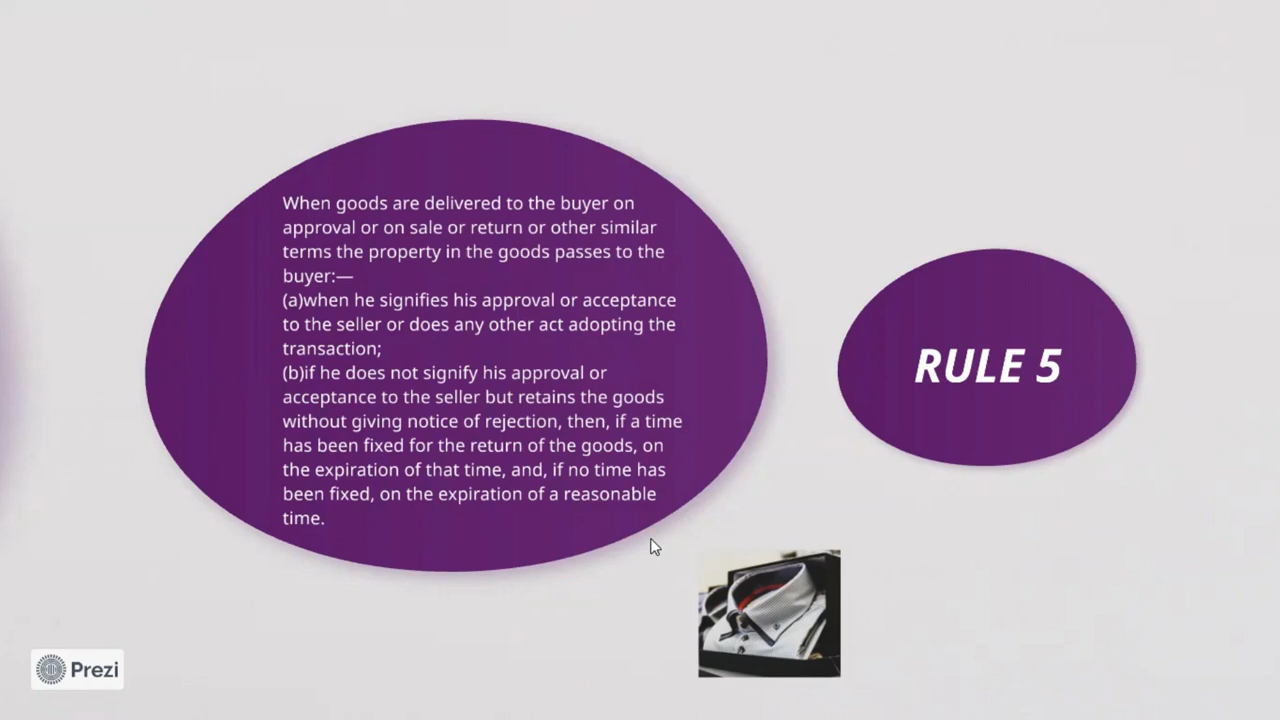 When goods are delivered to the buyer on
approval or on sale or return or other similar
terms the property in the goods passes to the
buyer:—
(a)when he signifies his approval or acceptance
to the seller or does any other act adopting the
transaction;
(b)if he does not signify his approval or
acceptance to the seller but retains the goods
without giving notice of rejection, then, if a time
has been fixed for the return of the goods, on
the expiration of that time, and, if no time has
been fixed, on the expiration of a reasonable
time.
RULE 5
Prezi